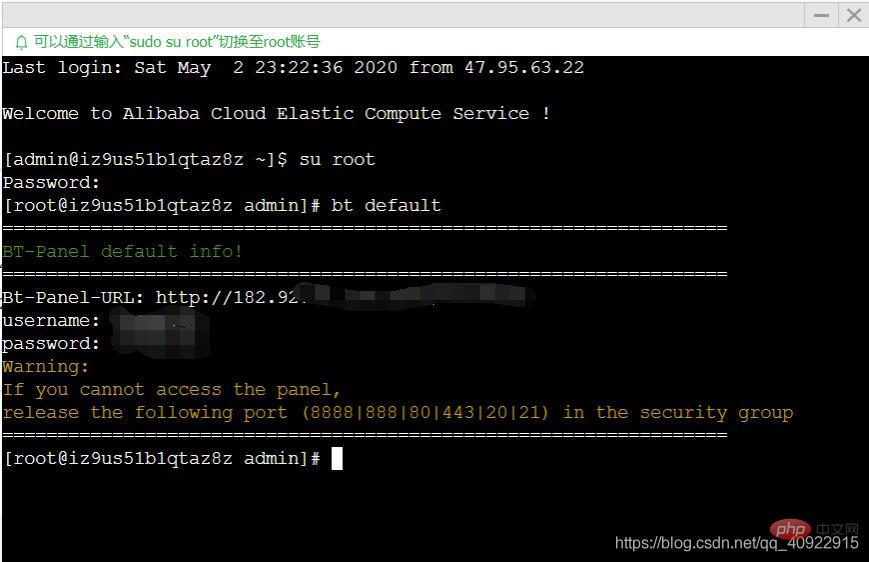 可以通过输入“sudo su root”切换至root账号
Last login: Sat May  2 23:22:36 2020 from 47.95.63.22
Welcome to Alibaba Cloud Elastic Compute Service !
[admin@iz9us51b1qtaz8z ~]$ su root
Password:
[root@iz9us51b1qtaz8z admin]# bt default
==================================================================
BT-Panel default info!
==================================================================
Bt-Panel-URL: http://182.92.
username:
password:
Warning:
If you cannot access the panel,
release the following port (8888|888|80|443|20|21) in the security group
==================================================================
[root@iz9us51b1qtaz8z admin]#
php 中文网
https://blog.csdn.net/qq_40922915